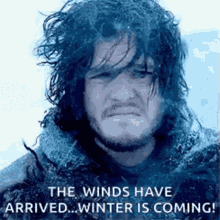 THE WINDS HAVE
ARRIVED...WINTER IS COMING!